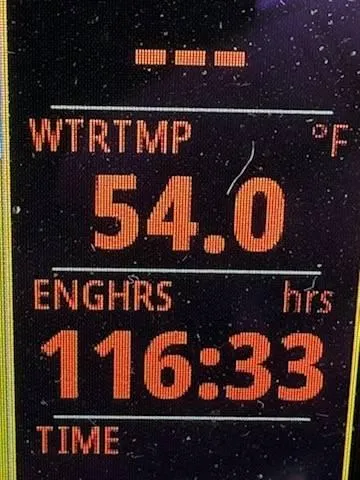 ---
WTRTMP °F
54.0
ENGHRS hrs
116:33
TIME